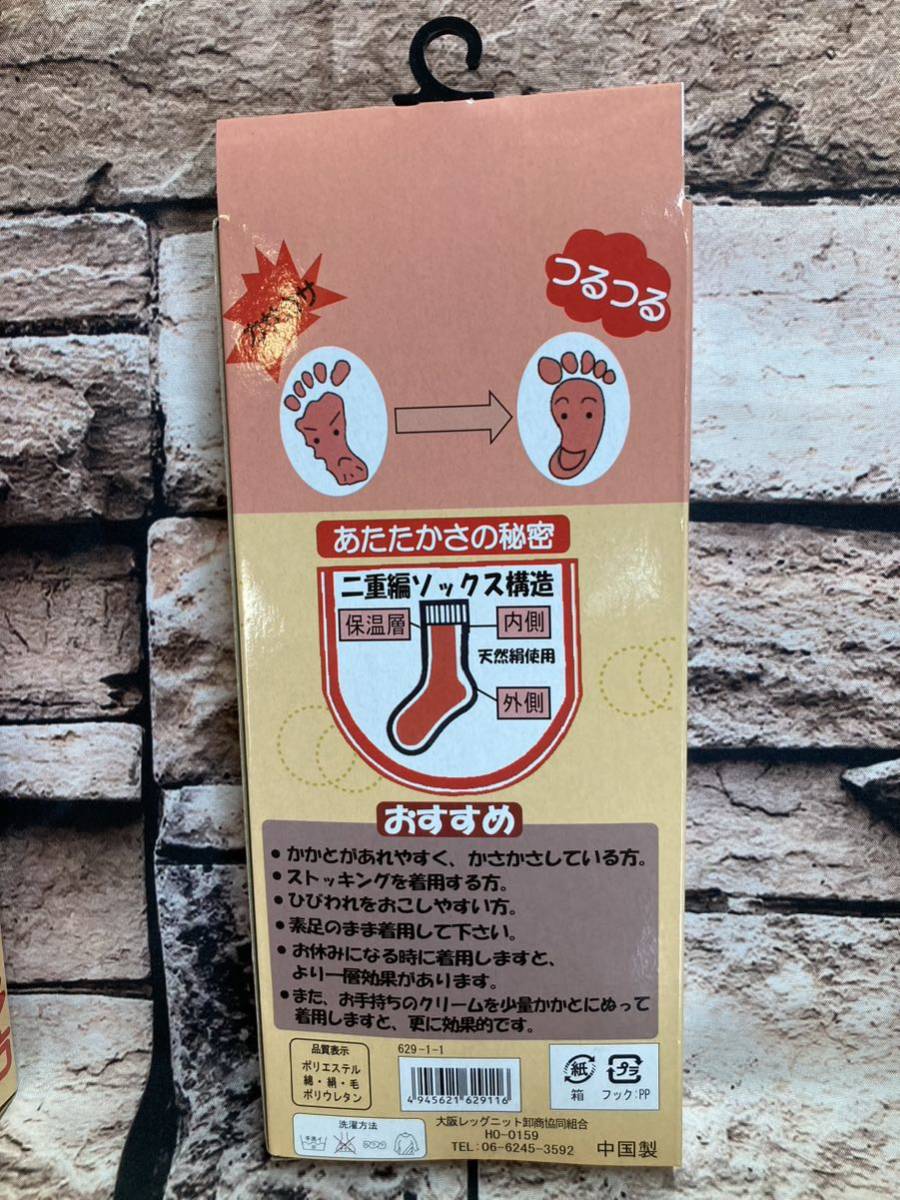 つるつる
あたたかさの秘密
二重編ソックス構造
保温層
内側
天然絹使用
外側
おすすめ
• かかとがあれやすく、かさかさしている方。
• ストッキングを着用する方。
• ひびわれをおこしやすい方。
• 素足のまま着用して下さい。
• お休みになる時に着用しますと、
より一層効果があります。
• また、お手持ちのクリームを少量かかとにぬって
着用しますと、更に効果的です。
品質表示
ポリエステル
綿・絹・毛
ポリウレタン
629-1-1
4945621629116
紙
箱
プラ
フック:PP
洗濯方法
手洗イ
大阪レッグニット卸商協同組合
HO-0159
TEL:06-6245-3592
中国製